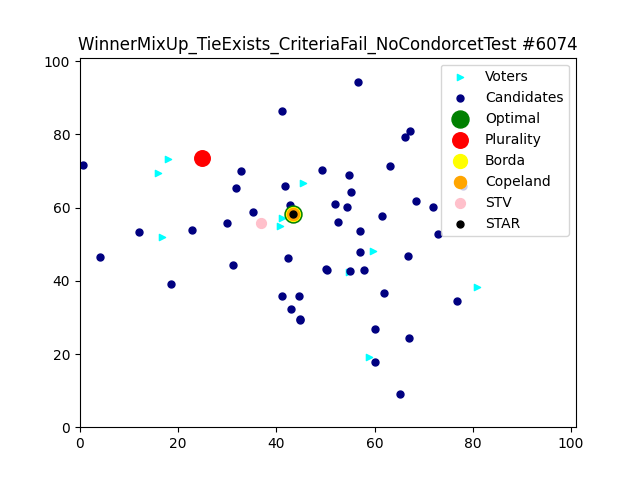 WinnerMixUp_TieExists_CriteriaFail_NoCondorcetTest #6074
100
80
60
40
20
0
0 20 40 60 80 100
Voters
Candidates
Optimal
Plurality
Borda
Copeland
STV
STAR